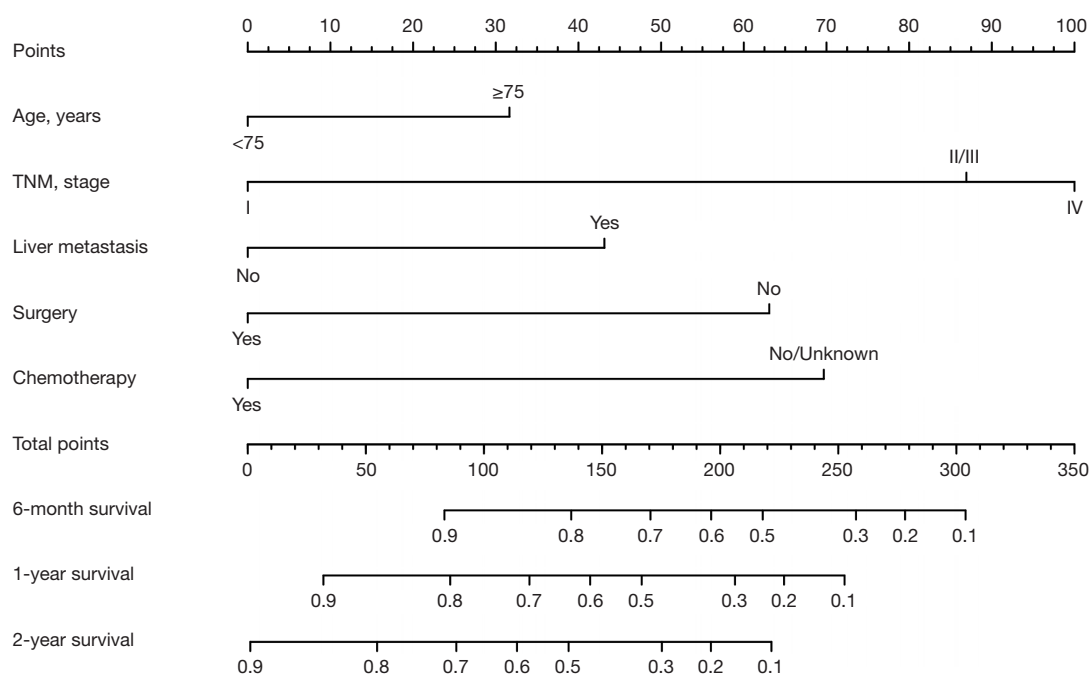 0 10 20 30 40 50 60 70 80 90 100
Points
≥75
Age, years
<75
II/III
TNM, stage
I IV
Yes
Liver metastasis
No
No
Surgery
Yes
No/Unknown
Chemotherapy
Yes
Total points
0 50 100 150 200 250 300 350
6-month survival
0.9 0.8 0.7 0.6 0.5 0.3 0.2 0.1
1-year survival
0.9 0.8 0.7 0.6 0.5 0.3 0.2 0.1
2-year survival
0.9 0.8 0.7 0.6 0.5 0.3 0.2 0.1